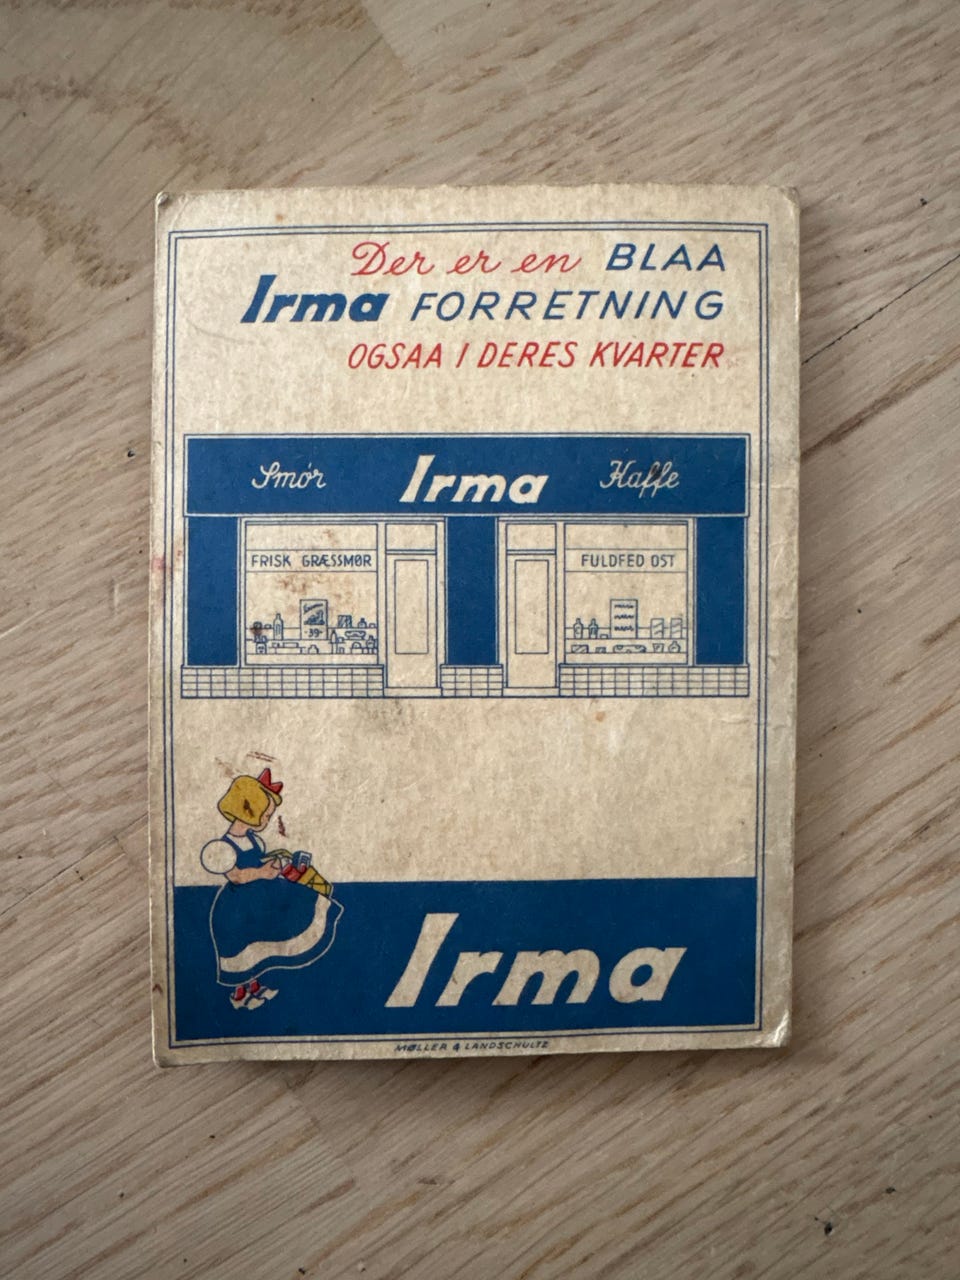 Der er en BLAA
Irma FORRETNING
OGSAA I DERES KVARTER
Smør Irma Kaffe
FRISK GRÆSSMØR FULDFED OST
39
Irma
MØLLER & LANDSCHULTZ